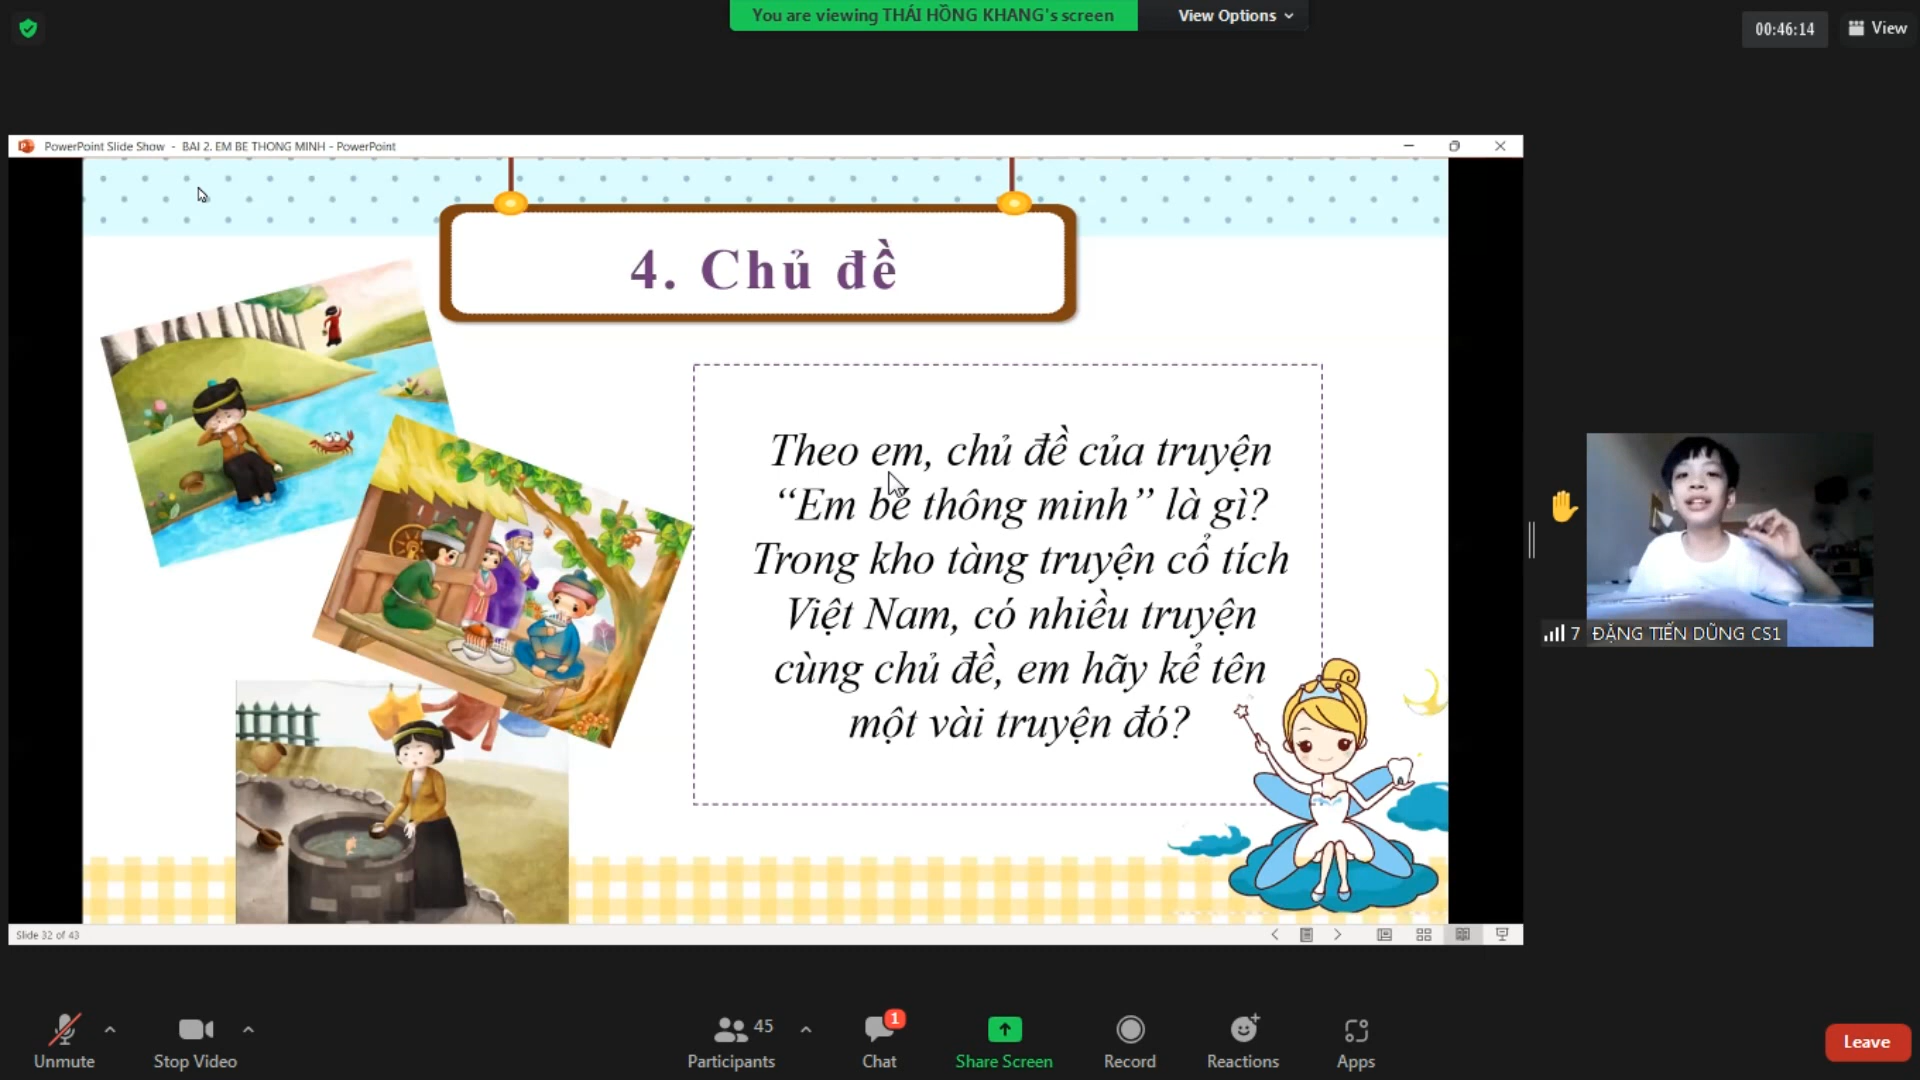 You are viewing THÁI HỒNG KHANG's screen
View Options
00:46:14
View
PowerPoint Slide Show - BAI 2. EM BE THONG MINH - PowerPoint
4. Chủ đề
Theo em, chủ đề của truyện
“Em bé thông minh” là gì?
Trong kho tàng truyện cổ tích
Việt Nam, có nhiều truyện
cùng chủ đề, em hãy kể tên
một vài truyện đó?
7 ĐẶNG TIẾN DŨNG CS1
Slide 32 of 43
Unmute
Stop Video
45
Participants
1
Chat
Share Screen
Record
Reactions
Apps
Leave